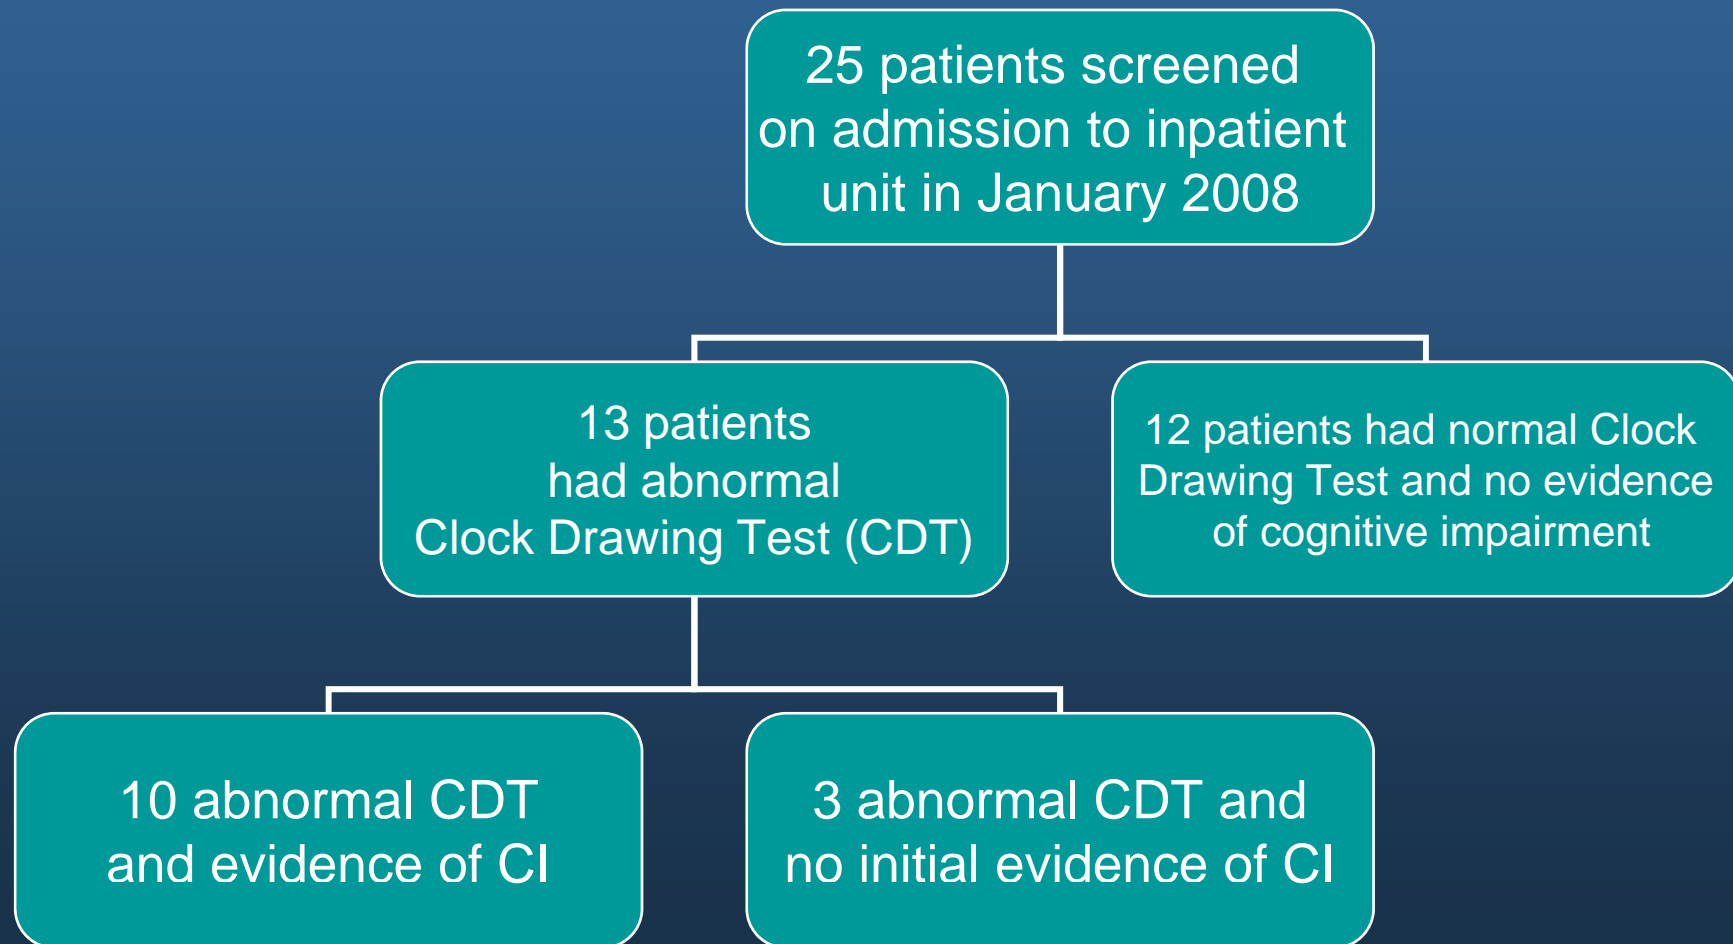 25 patients screened
on admission to inpatient
unit in January 2008
13 patients
had abnormal
Clock Drawing Test (CDT)
12 patients had normal Clock
Drawing Test and no evidence
of cognitive impairment
10 abnormal CDT
and evidence of CI
3 abnormal CDT and
no initial evidence of CI